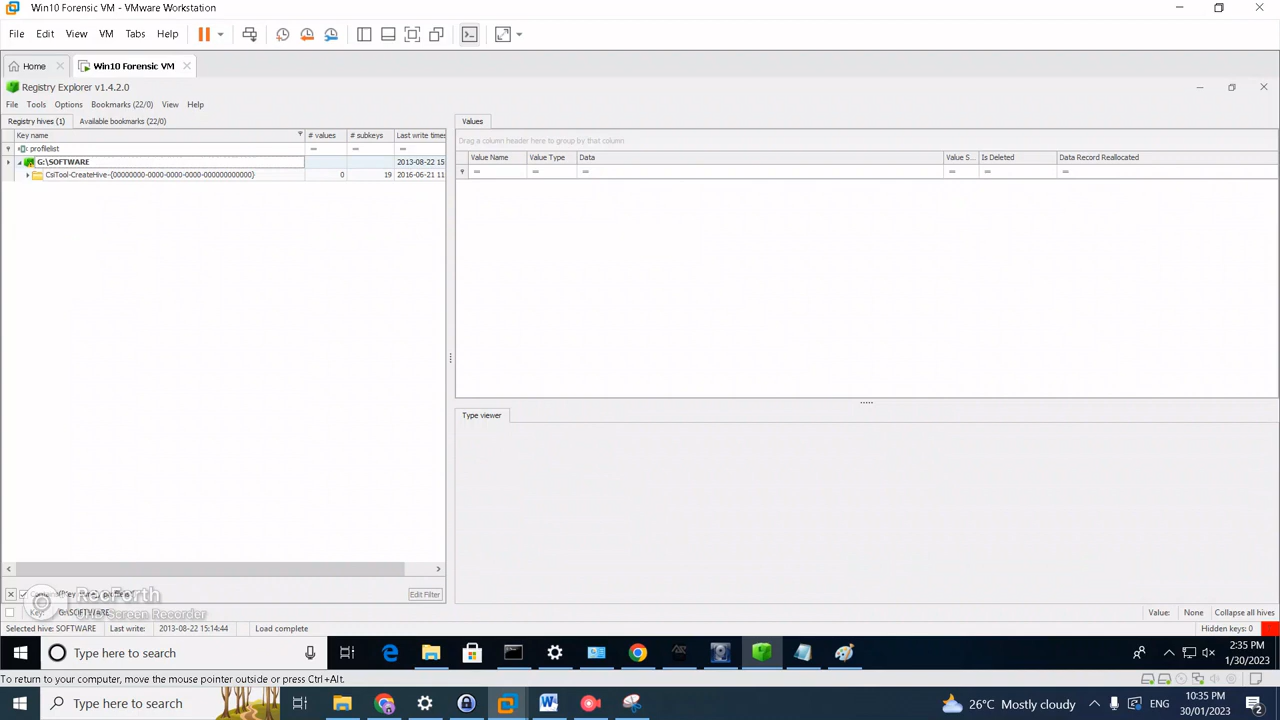 Win10 Forensic VM - VMware Workstation
File Edit View VM Tabs Help
Home Win10 Forensic VM
Registry Explorer v1.4.2.0
File Tools Options Bookmarks (22/0) View Help
Registry hives (1) Available bookmarks (22/0) Values
Key name # values # subkeys Last write times Drag a column header here to group by that column
profilelist = = = Value Name Value Type Data Value S... Is Deleted Data Record Reallocated
G:\SOFTWARE 2013-08-22 15
CsiTool-CreateHive-{00000000-0000-0000-0000-000000000000} 0 19 2016-06-21 11 = = = = = =
Type viewer
RecForth
Screen Recorder
Edit Filter
Key: G:\SOFTWARE Value: None Collapse all hives
Selected hive: SOFTWARE Last write: 2013-08-22 15:14:44 Load complete Hidden keys: 0
Type here to search 2:35 PM
1/30/2023
To return to your computer, move the mouse pointer outside or press Ctrl+Alt.
Type here to search 26°C Mostly cloudy ENG 10:35 PM
30/01/2023 2